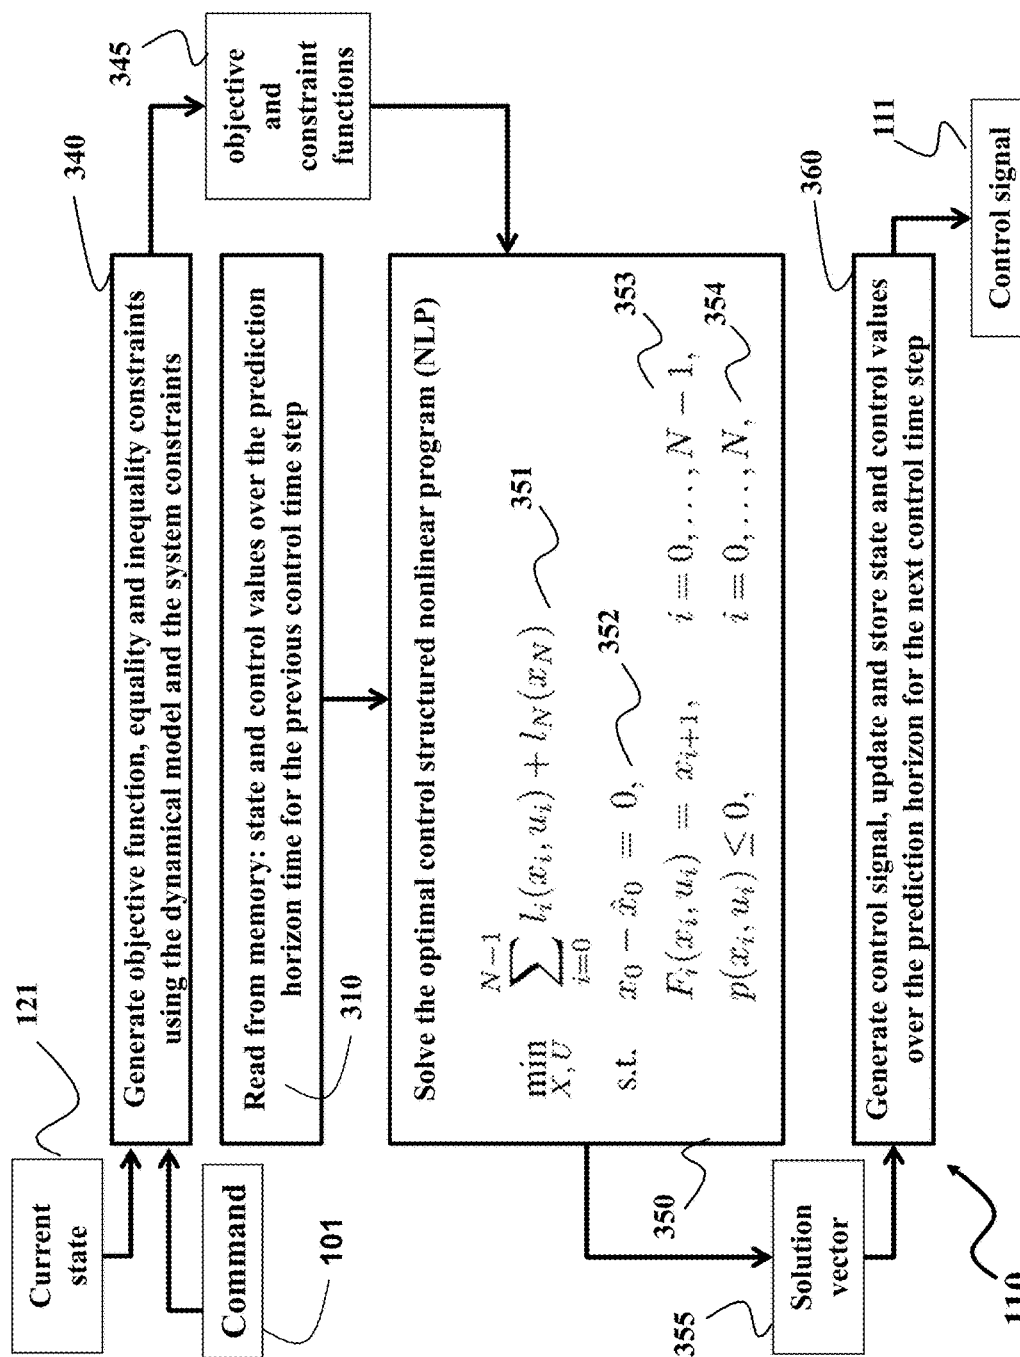 Current
state
121
Command
101
Generate objective function, equality and inequality constraints
using the dynamical model and the system constraints
340
345
objective
and
constraint
functions
Read from memory: state and control values over the prediction
horizon time for the previous control time step
310
Solve the optimal control structured nonlinear program (NLP)
min X, U ∑ i=0 N−1 l_i(x_i, u_i) + l_N(x_N) 351
s.t. x_0 − x̂_0 = 0, 352
F_i(x_i, u_i) = x_{i+1}, i = 0, …, N − 1, 353
p(x_i, u_i) ≤ 0, i = 0, …, N, 354
350
355
Solution
vector
Generate control signal, update and store state and control values
over the prediction horizon for the next control time step
360
Control signal
111
110